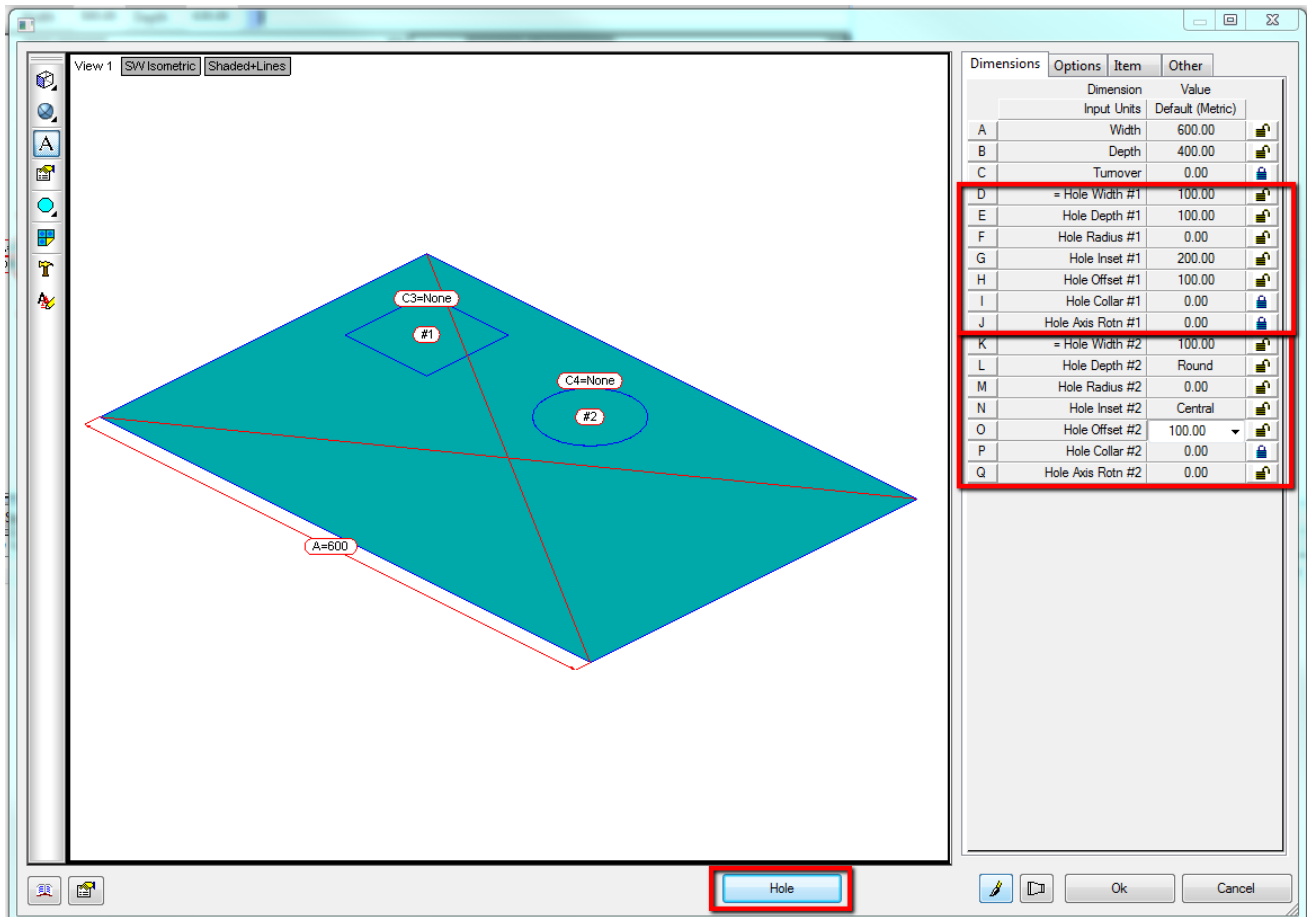 View 1 SW Isometric Shaded+Lines
C3=None
#1
C4=None
#2
A=600
Dimensions Options Item Other
Dimension Value
Input Units Default (Metric)
A Width 600.00
B Depth 400.00
C Turnover 0.00
D = Hole Width #1 100.00
E Hole Depth #1 100.00
F Hole Radius #1 0.00
G Hole Inset #1 200.00
H Hole Offset #1 100.00
I Hole Collar #1 0.00
J Hole Axis Rotn #1 0.00
K = Hole Width #2 100.00
L Hole Depth #2 Round
M Hole Radius #2 0.00
N Hole Inset #2 Central
O Hole Offset #2 100.00
P Hole Collar #2 0.00
Q Hole Axis Rotn #2 0.00
Hole Ok Cancel